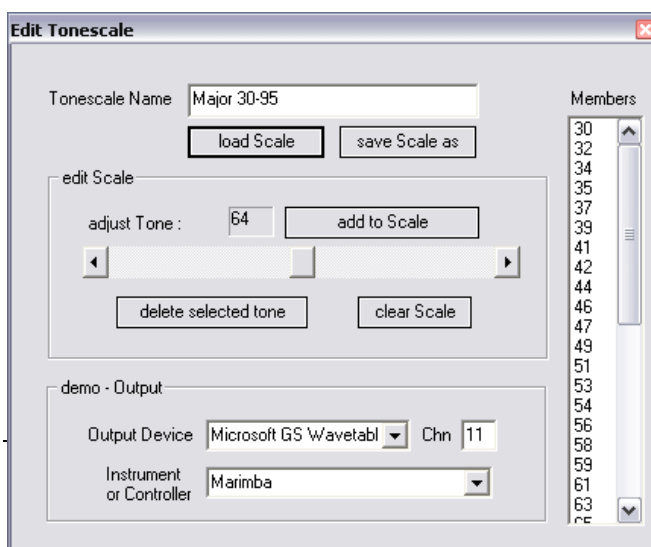 Edit Tonescale
Tonescale Name Major 30-95
load Scale save Scale as
edit Scale
adjust Tone : 64 add to Scale
delete selected tone clear Scale
demo - Output
Output Device Microsoft GS Wavetabl Chn 11
Instrument
or Controller Marimba
Members
30
32
34
35
37
39
41
42
44
46
47
49
51
53
54
56
58
59
61
63